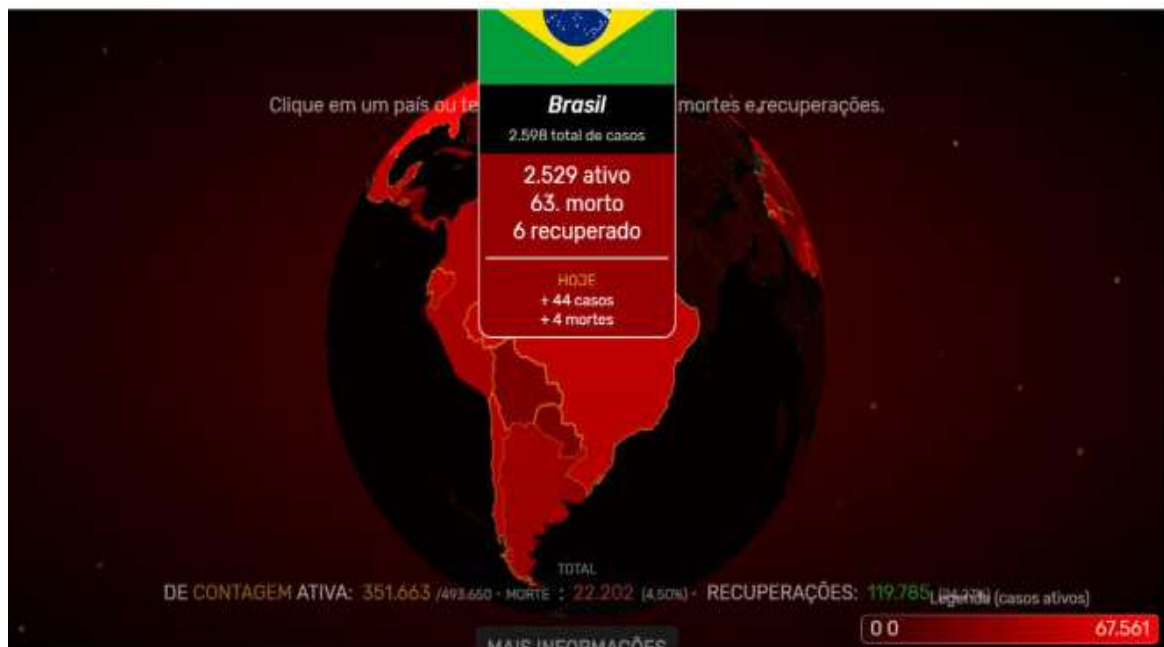 Clique em um país ou te mortes e recuperações.
Brasil
2.598 total de casos
2.529 ativo
63. morto
6 recuperado
HOJE
+ 44 casos
+ 4 mortes
TOTAL
DE CONTAGEM ATIVA: 351.663 /493.650 - MORTE : 22.202 (4,50%) - RECUPERAÇÕES: 119.785
Legenda (casos ativos)
0 0 67.561
MAIS INFORMAÇÕES